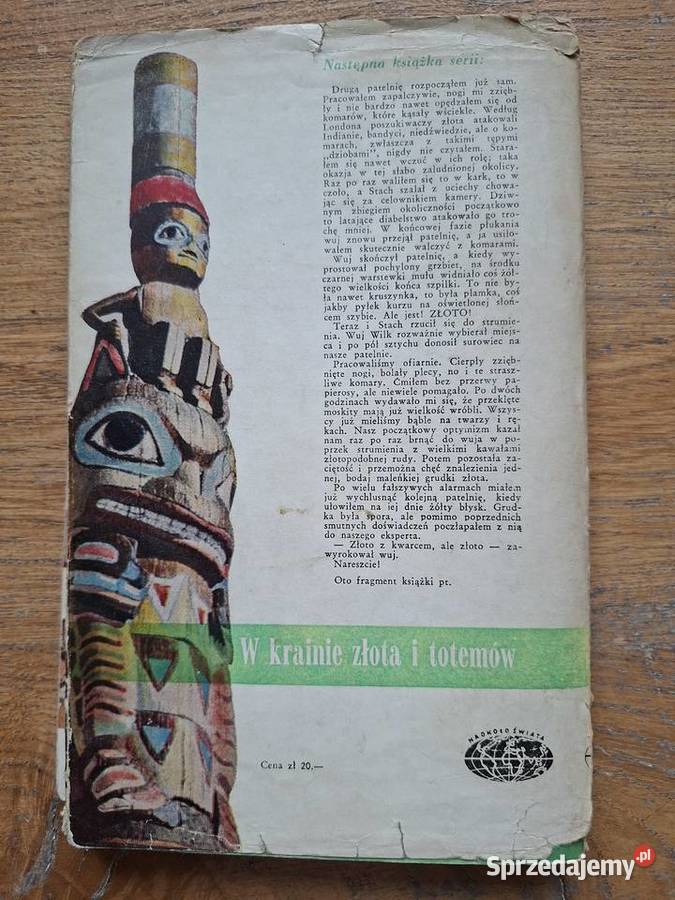 Następna książka serii:
Drugą patelnię rozpocząłem już sam.
Pracowałem zapalczywie, nogi mi zzięb-
ły i nie bardzo nawet opędzałem się od
komarów, które kąsały wściekle. Według
Londona poszukiwaczy złota atakowali
Indianie, bandyci, niedźwiedzie, ale o ko-
marach, zwłaszcza z takimi tępymi
„dziobami”, nigdy nie czytałem. Stara-
łem się nawet wczuć w ich rolę; taka
okazja w tej słabo zaludnionej okolicy.
Raz po raz waliłem się to w kark, to w
czoło, a Stach szalał z uciechy chowa-
jąc się za celownikiem kamery. Dziw-
nym zbiegiem okoliczności początkowo
to latające diabelstwo atakowało go tro-
chę mniej. W końcowej fazie płukania
wuj znowu przejął patelnię, a ja usiło-
wałem skutecznie walczyć z komarami.
Wuj skończył patelnię, a kiedy wy-
prostował pochylony grzbiet, na środku
czarnej warstewki mułu widniało coś żół-
tego wielkości końca szpilki. To nie by-
ła nawet kruszynka, to była plamka, coś
jakby pyłek kurzu na oświetlonej słoń-
cem szybie. Ale jest! ZŁOTO!
Teraz i Stach rzucił się do strumie-
nia. Wuj Wilk rozważnie wybierał miejs-
ca i po pół sztychu donosił surowiec na
nasze patelnie.
Pracowaliśmy ofiarnie. Cierpły zzięb-
nięte nogi, bolały plecy, no i te strasz-
liwe komary. Ćmiłem bez przerwy pa-
pierosy, ale niewiele pomagało. Po dwóch
godzinach wydawało mi się, że przeklęte
moskity mają już wielkość wróbli. Wszys-
cy już mieliśmy bąble na twarzy i rę-
kach. Nasz początkowy optymizm kazał
nam raz po raz brnąć do wuja w po-
przek strumienia z wielkimi kawałami
złotopodobnej rudy. Potem pozostała za-
ciętość i przemożna chęć znalezienia jed-
nej, bodaj maleńkiej grudki złota.
Po wielu fałszywych alarmach miałem
już wychlusnąć kolejną patelnię, kiedy
ułowiłem na jej dnie żółty błysk. Grud-
ka była spora, ale pomimo poprzednich
smutnych doświadczeń poczłapałem z nią
do naszego eksperta.
— Złoto z kwarcem, ale złoto — za-
wyrokował wuj.
Nareszcie!
Oto fragment książki pt.
W krainie złota i totemów
NAOKOŁO ŚWIATA
Cena zł 20,—
Sprzedajemy.pl